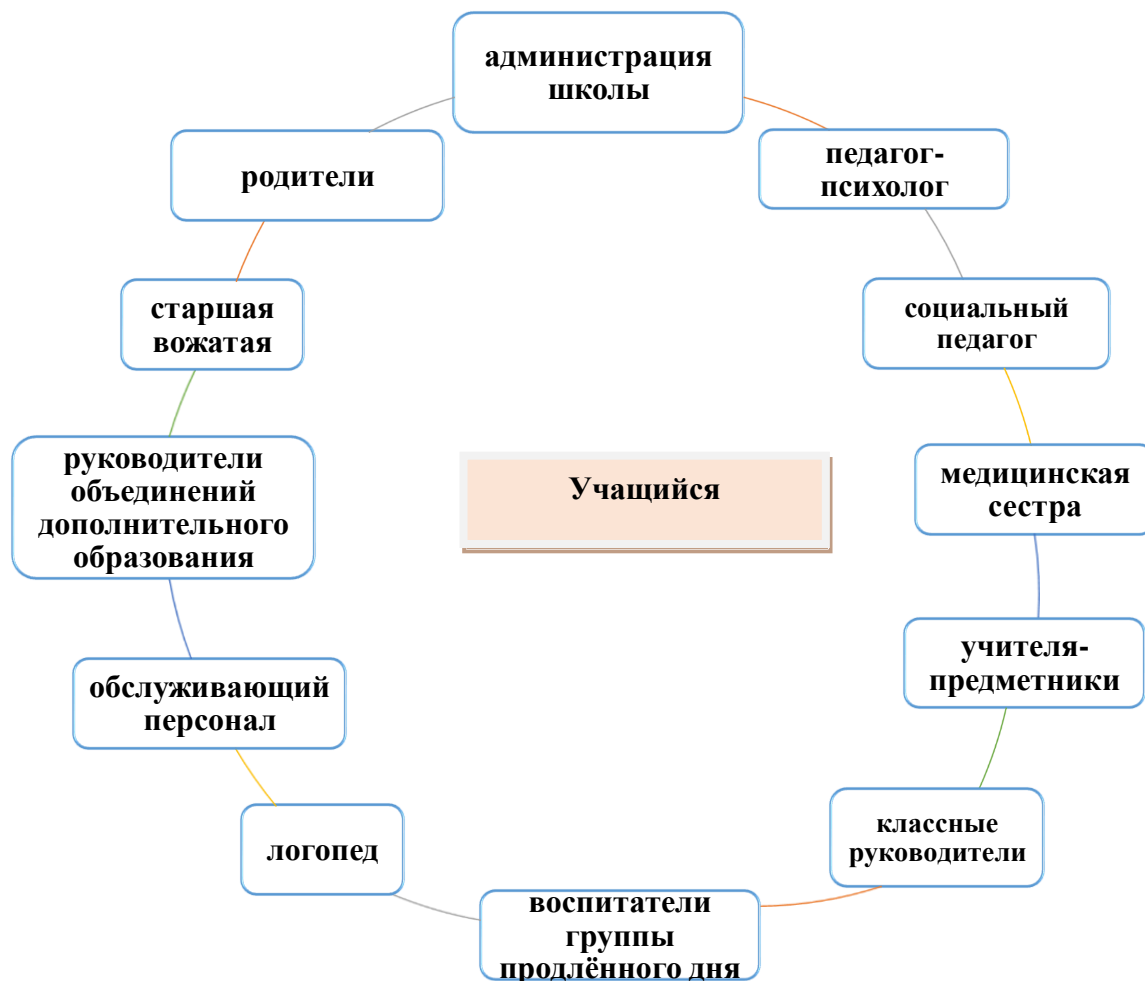 администрация
школы
педагог-
психолог
социальный
педагог
медицинская
сестра
учителя-
предметники
классные
руководители
воспитатели
группы
продлённого дня
логопед
обслуживающий
персонал
руководители
объединений
дополнительного
образования
старшая
вожатая
родители
Учащийся